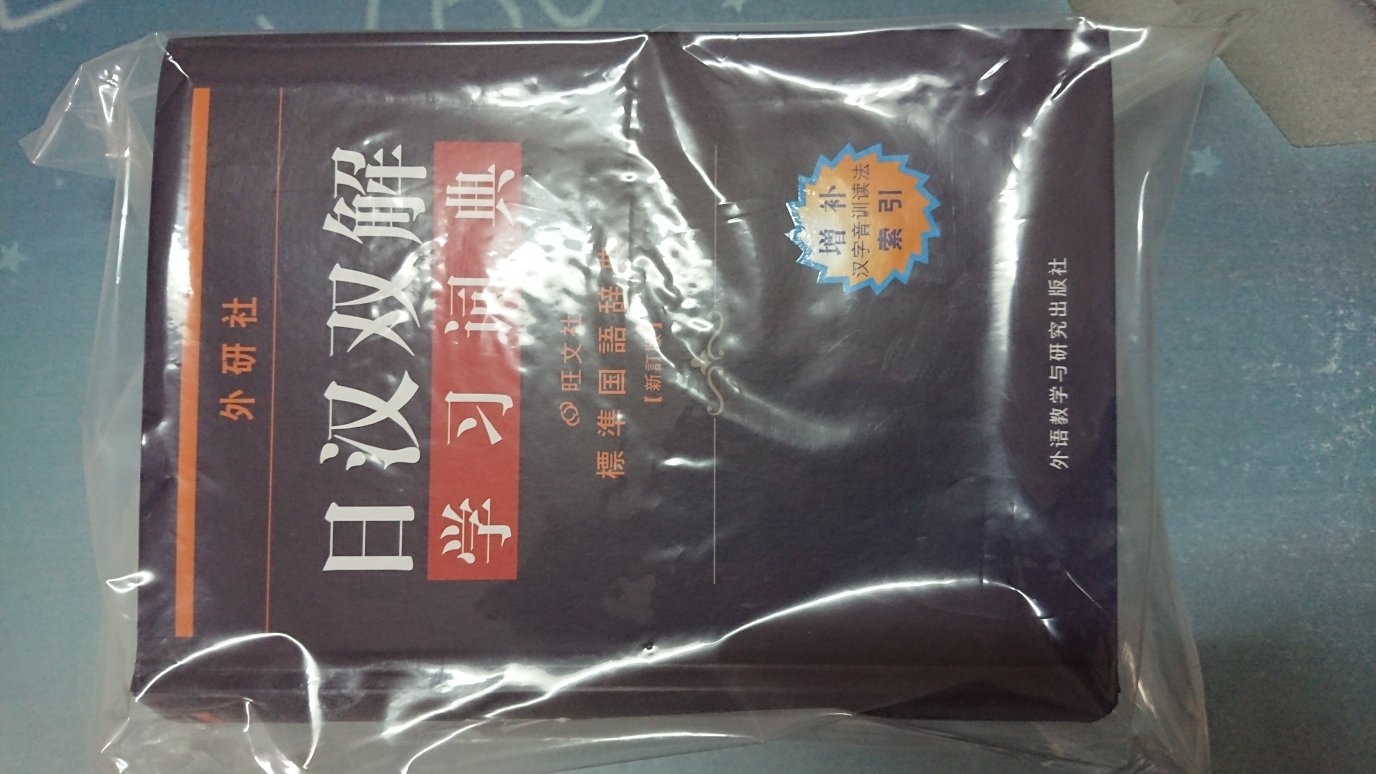 外研社
日汉双解
学习词典
旺文社
標準国語辞典
【新訂版】
增补
汉字音训读法
索引
外语教学与研究出版社